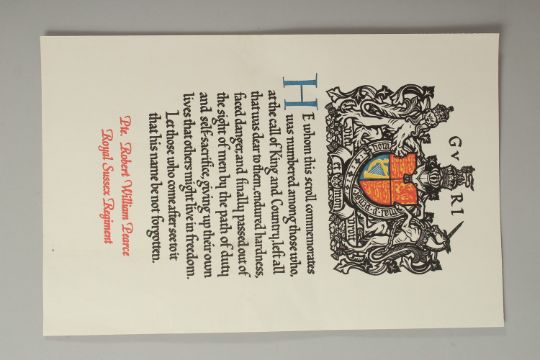 GVRI
HE whom this scroll commemorates
was numbered among those who,
at the call of King and Country, left all
that was dear to them, endured hardness,
faced danger, and finally passed out of
the sight of men by the path of duty
and self-sacrifice, giving up their own
lives that others might live in freedom.
Let those who come after see to it
that his name be not forgotten.
Pte. Robert William Pearce
Royal Sussex Regiment